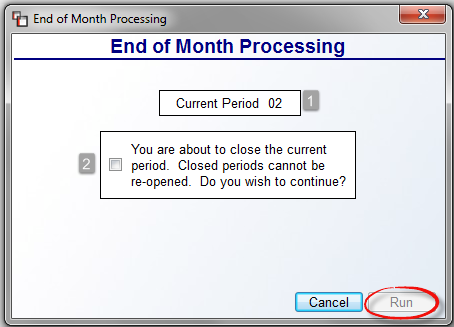 End of Month Processing
End of Month Processing
Current Period 02
1
2
You are about to close the current
period. Closed periods cannot be
re-opened. Do you wish to continue?
Cancel
Run